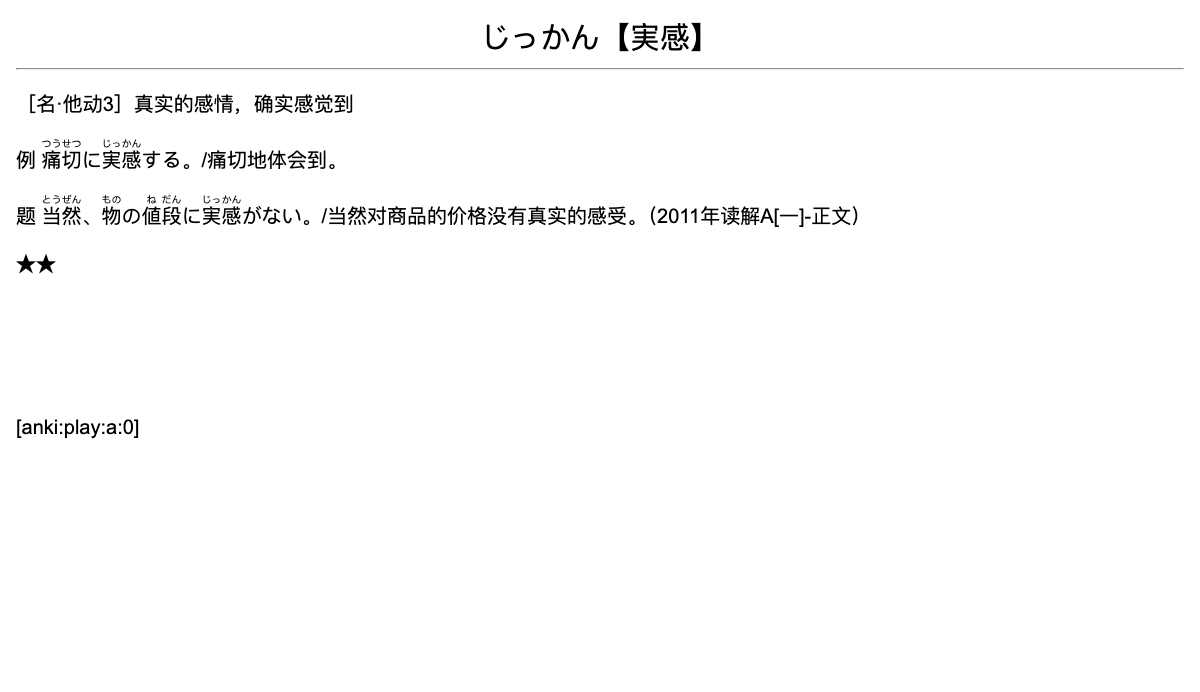 じっかん【実感】
［名·他动3］真实的感情，确实感觉到
つうせつ じっかん
例 痛切に実感する。/痛切地体会到。
とうぜん もの ね だん じっかん
题 当然、物の値段に実感がない。/当然对商品的价格没有真实的感受。（2011年读解A[一]-正文）
★★
[anki:play:a:0]